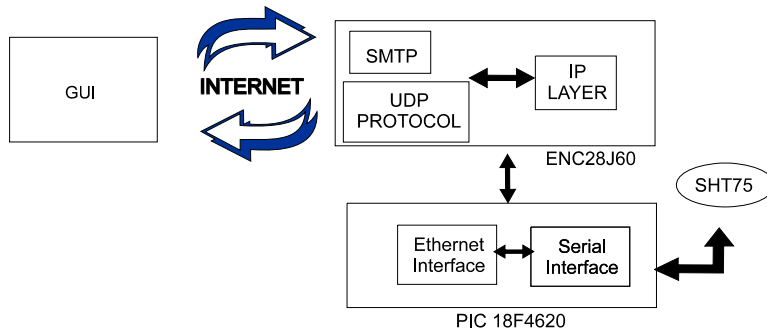 GUI
INTERNET
SMTP
UDP
PROTOCOL
IP
LAYER
ENC28J60
SHT75
Ethernet
Interface
Serial
Interface
PIC 18F4620